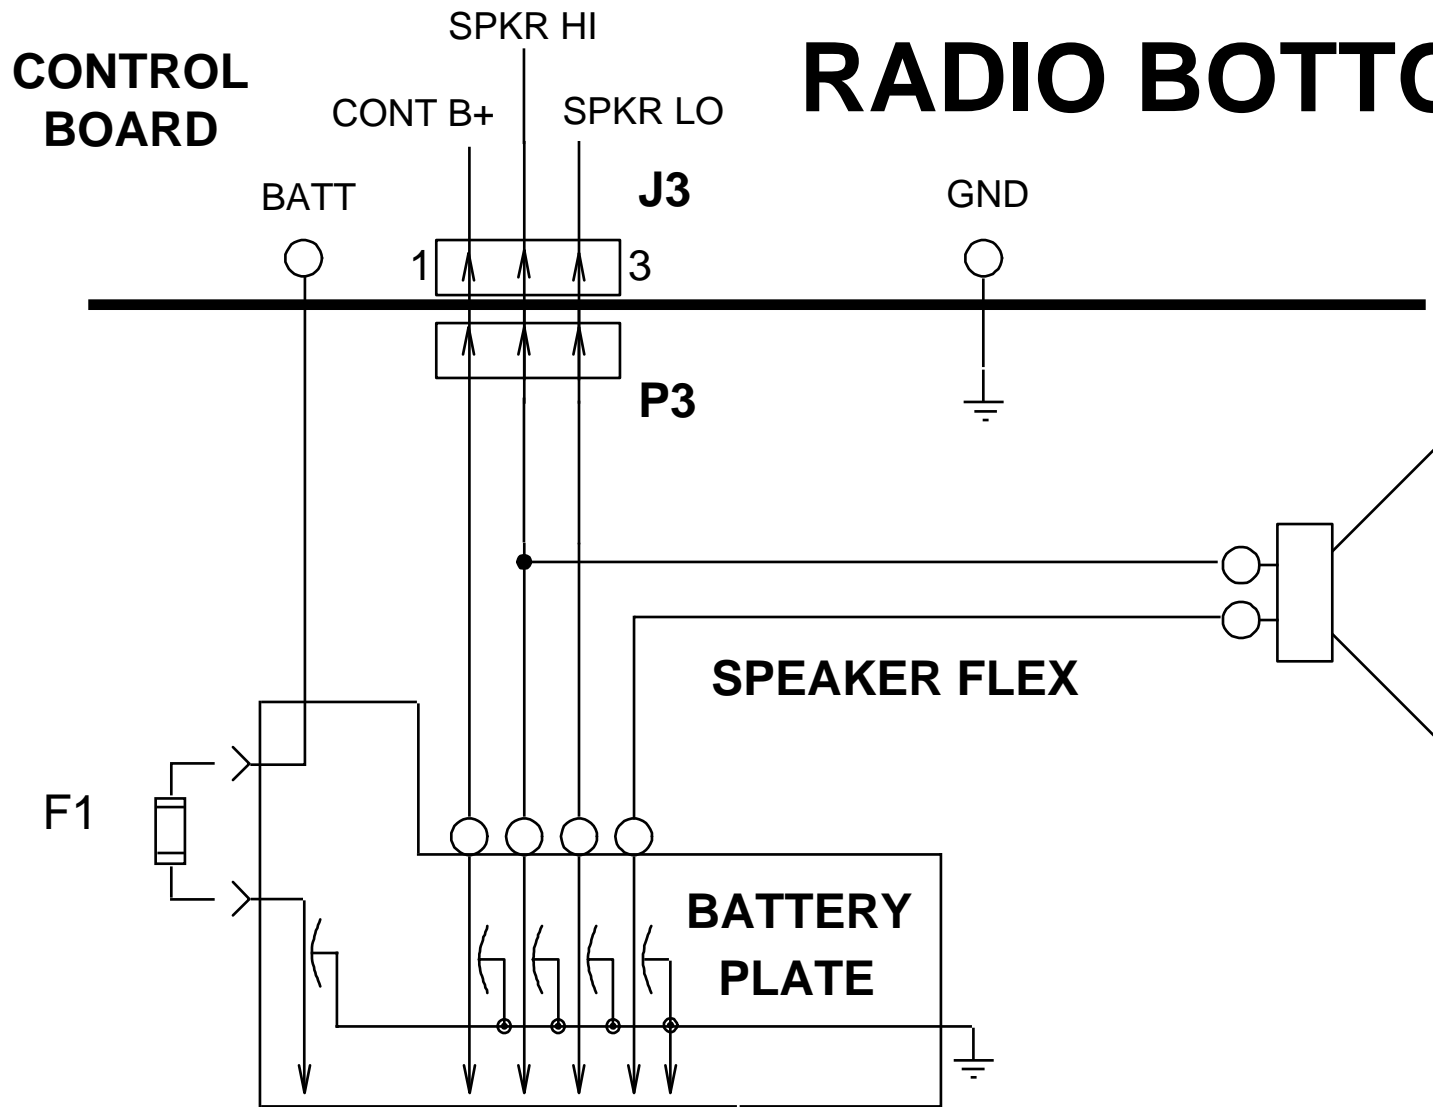 SPKR HI
CONTROL
BOARD
RADIO BOTTO
CONT B+
SPKR LO
BATT
J3
GND
1
3
P3
SPEAKER FLEX
F1
BATTERY
PLATE